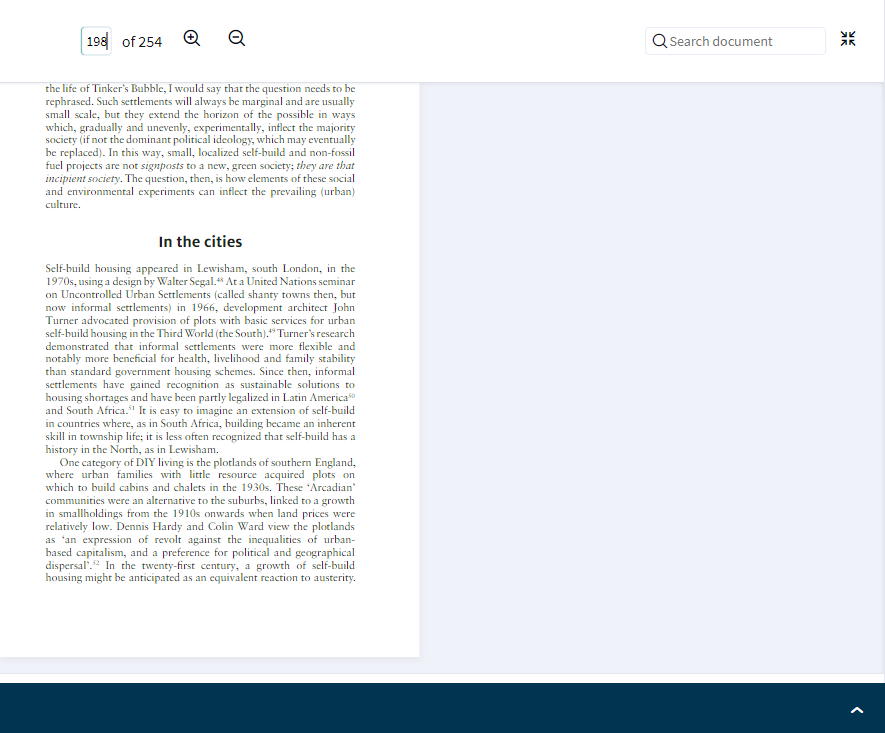 198 of 254
Search document
the life of Tinker's Bubble, I would say that the question needs to be
rephrased. Such settlements will always be marginal and are usually
small scale, but they extend the horizon of the possible in ways
which, gradually and unevenly, experimentally, inflect the majority
society (if not the dominant political ideology, which may eventually
be replaced). In this way, small, localized self-build and non-fossil
fuel projects are not signposts to a new, green society; they are that
incipient society. The question, then, is how elements of these social
and environmental experiments can inflect the prevailing (urban)
culture.
In the cities
Self-build housing appeared in Lewisham, south London, in the
1970s, using a design by Walter Segal.⁴⁸ At a United Nations seminar
on Uncontrolled Urban Settlements (called shanty towns then, but
now informal settlements) in 1966, development architect John
Turner advocated provision of plots with basic services for urban
self-build housing in the Third World (the South).⁴⁹ Turner's research
demonstrated that informal settlements were more flexible and
notably more beneficial for health, livelihood and family stability
than standard government housing schemes. Since then, informal
settlements have gained recognition as sustainable solutions to
housing shortages and have been partly legalized in Latin America⁵⁰
and South Africa.⁵¹ It is easy to imagine an extension of self-build
in countries where, as in South Africa, building became an inherent
skill in township life; it is less often recognized that self-build has a
history in the North, as in Lewisham.
One category of DIY living is the plotlands of southern England,
where urban families with little resource acquired plots on
which to build cabins and chalets in the 1930s. These 'Arcadian'
communities were an alternative to the suburbs, linked to a growth
in smallholdings from the 1910s onwards when land prices were
relatively low. Dennis Hardy and Colin Ward view the plotlands
as 'an expression of revolt against the inequalities of urban-
based capitalism, and a preference for political and geographical
dispersal'.⁵² In the twenty-first century, a growth of self-build
housing might be anticipated as an equivalent reaction to austerity.